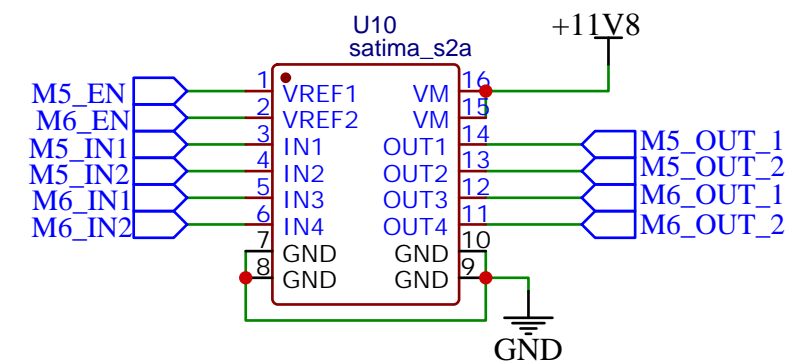 U10
satima_s2a
+11V8
M5_EN 1 VREF1 VM 16
M6_EN 2 VREF2 VM 15
M5_IN1 3 IN1 OUT1 14 M5_OUT_1
M5_IN2 4 IN2 OUT2 13 M5_OUT_2
M6_IN1 5 IN3 OUT3 12 M6_OUT_1
M6_IN2 6 IN4 OUT4 11 M6_OUT_2
7 GND GND 10
8 GND GND 9
GND